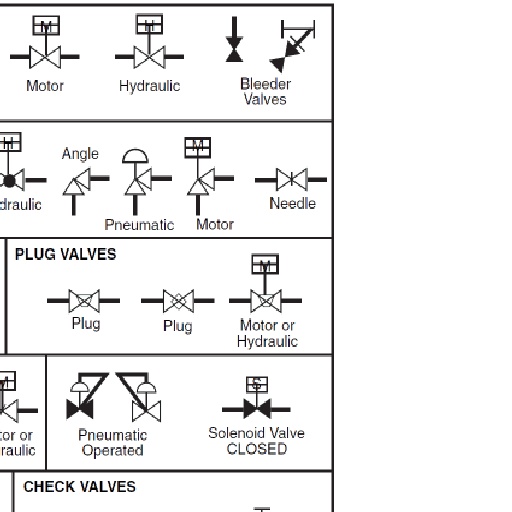 M
H
Motor
Hydraulic
Bleeder
Valves
H
M
Angle
draulic
Needle
Pneumatic
Motor
PLUG VALVES
M
Plug
Plug
Motor or
Hydraulic
M
S
tor or
raulic
Pneumatic
Operated
Solenoid Valve
CLOSED
CHECK VALVES